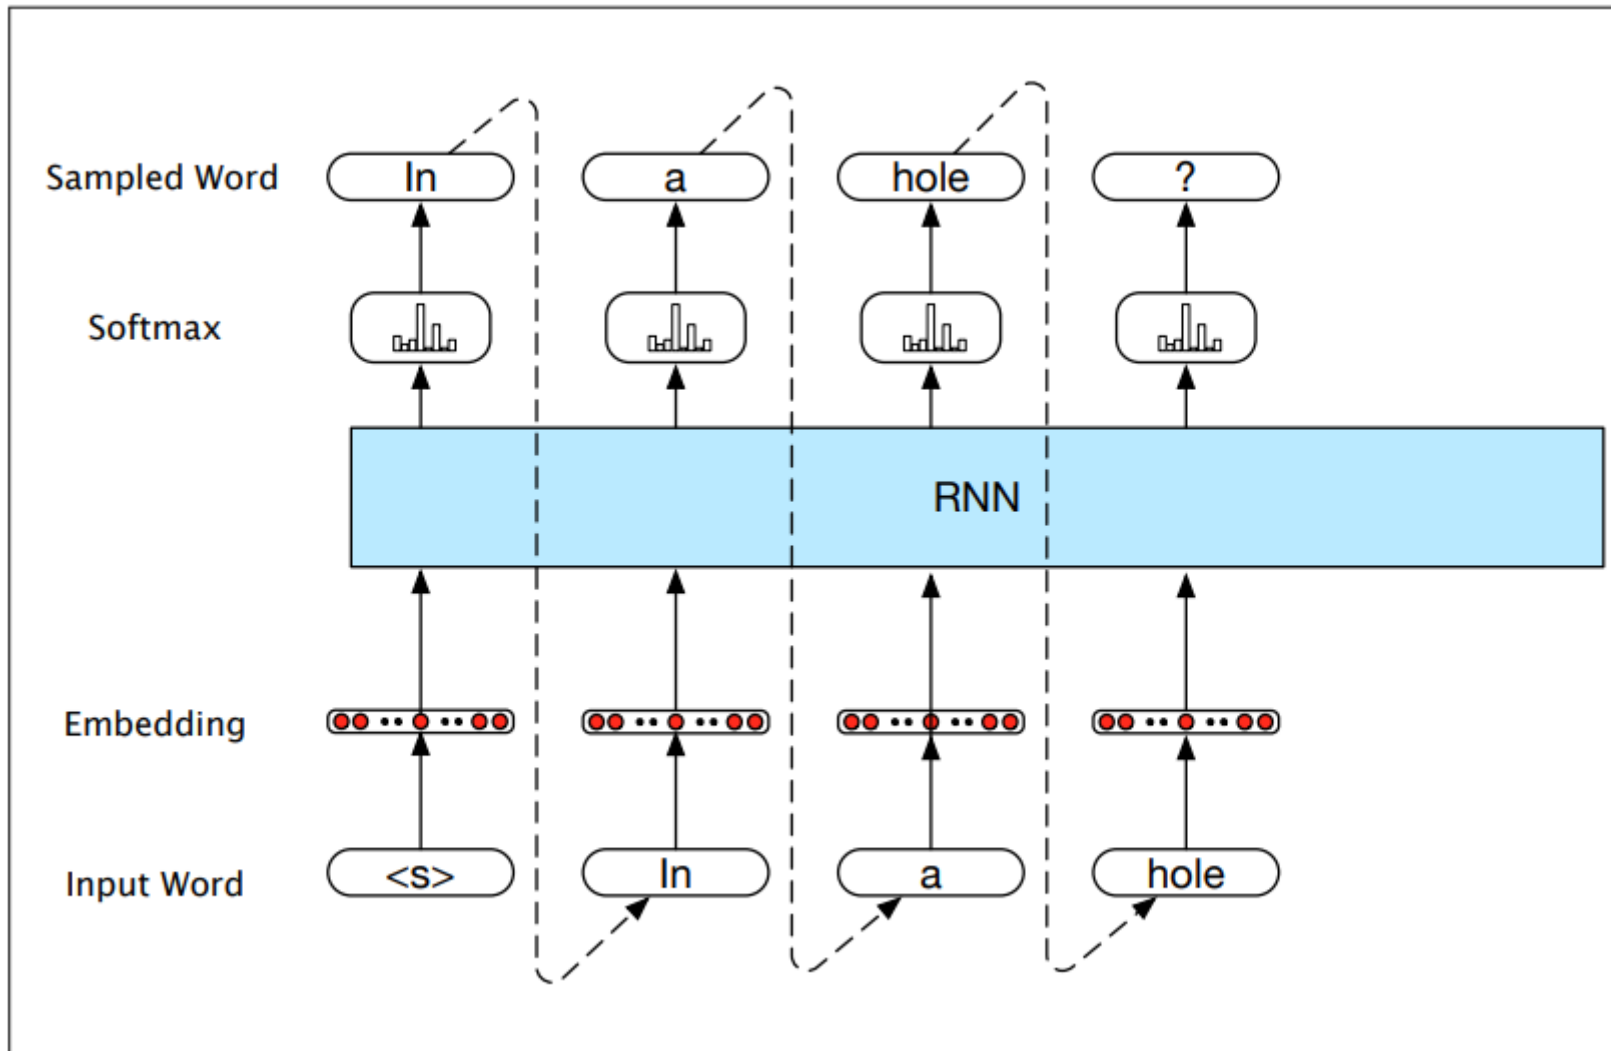 Sampled Word In a hole ?
Softmax
RNN
Embedding
Input Word <s> In a hole